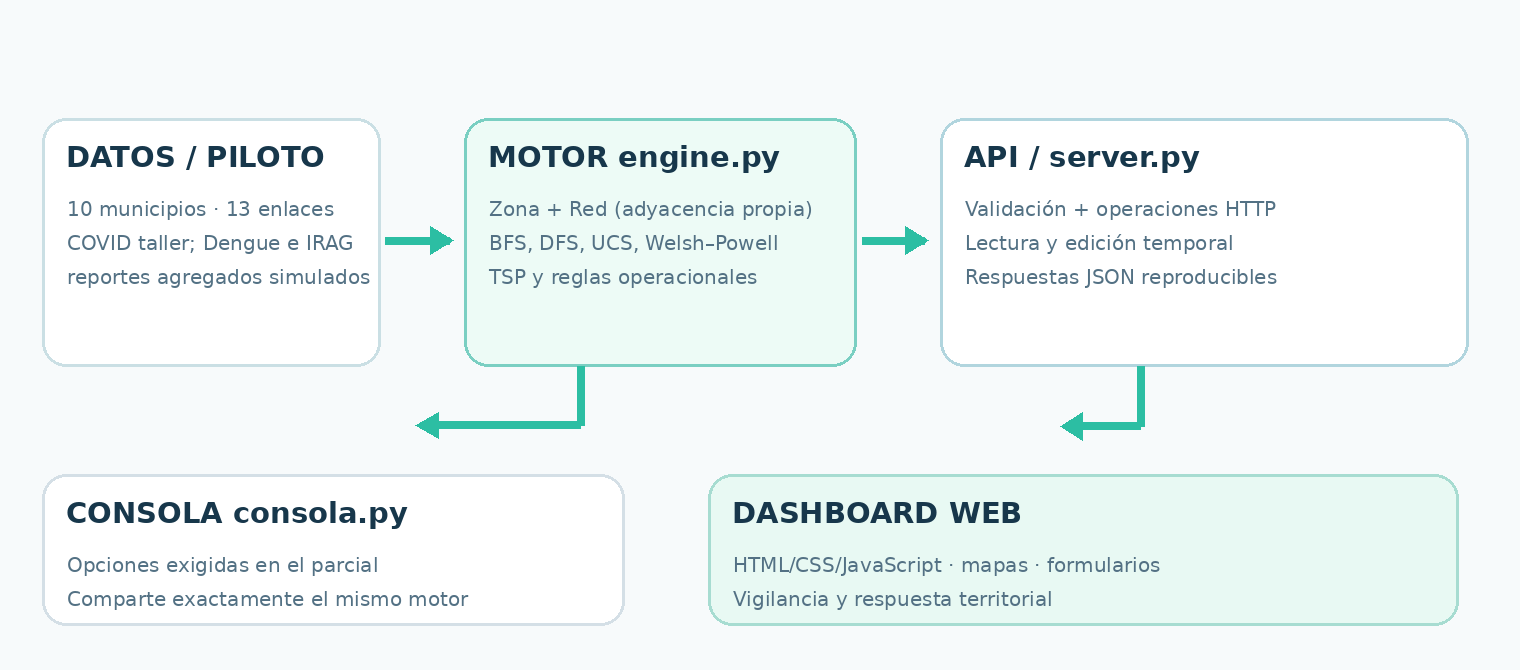 DATOS / PILOTO
10 municipios · 13 enlaces
COVID taller; Dengue e IRAG
reportes agregados simulados
MOTOR engine.py
Zona + Red (adyacencia propia)
BFS, DFS, UCS, Welsh–Powell
TSP y reglas operacionales
API / server.py
Validación + operaciones HTTP
Lectura y edición temporal
Respuestas JSON reproducibles
CONSOLA consola.py
Opciones exigidas en el parcial
Comparte exactamente el mismo motor
DASHBOARD WEB
HTML/CSS/JavaScript · mapas · formularios
Vigilancia y respuesta territorial